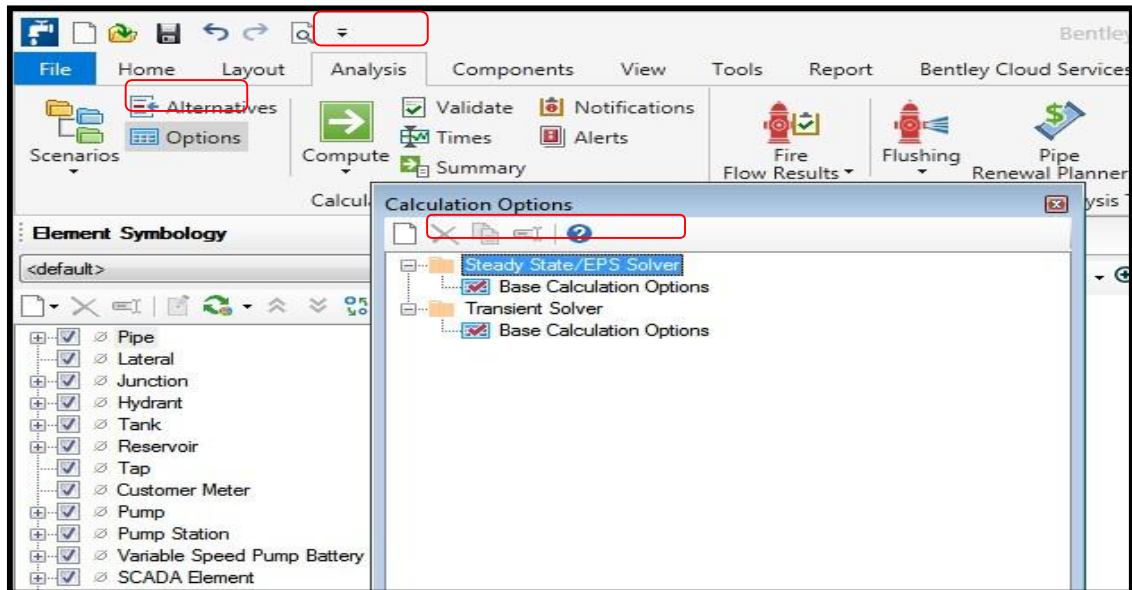 Bentley
File Home Layout Analysis Components View Tools Report Bentley Cloud Services
Scenarios
Alternatives
Options
Compute
Validate
Times
Summary
Notifications
Alerts
Fire
Flow Results
Flushing
Pipe
Renewal Planner
Calcul
ysis
Element Symbology
<default>
Pipe
Lateral
Junction
Hydrant
Tank
Reservoir
Tap
Customer Meter
Pump
Pump Station
Variable Speed Pump Battery
SCADA Element
Calculation Options
Steady State/EPS Solver
Base Calculation Options
Transient Solver
Base Calculation Options